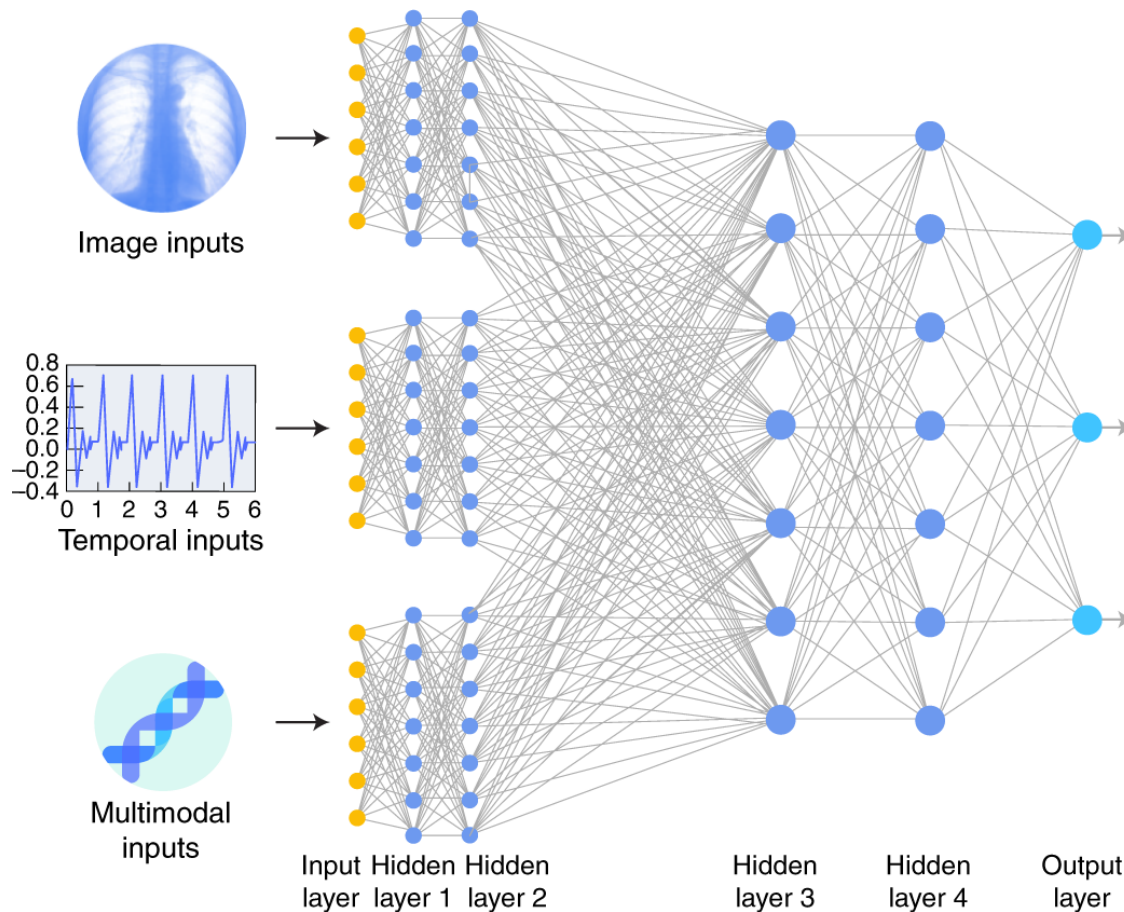 Image inputs
0.8
0.6
0.4
0.2
0.0
−0.2
−0.4
0 1 2 3 4 5 6
Temporal inputs
Multimodal
inputs
Input Hidden Hidden Hidden Hidden Output
layer layer 1 layer 2 layer 3 layer 4 layer